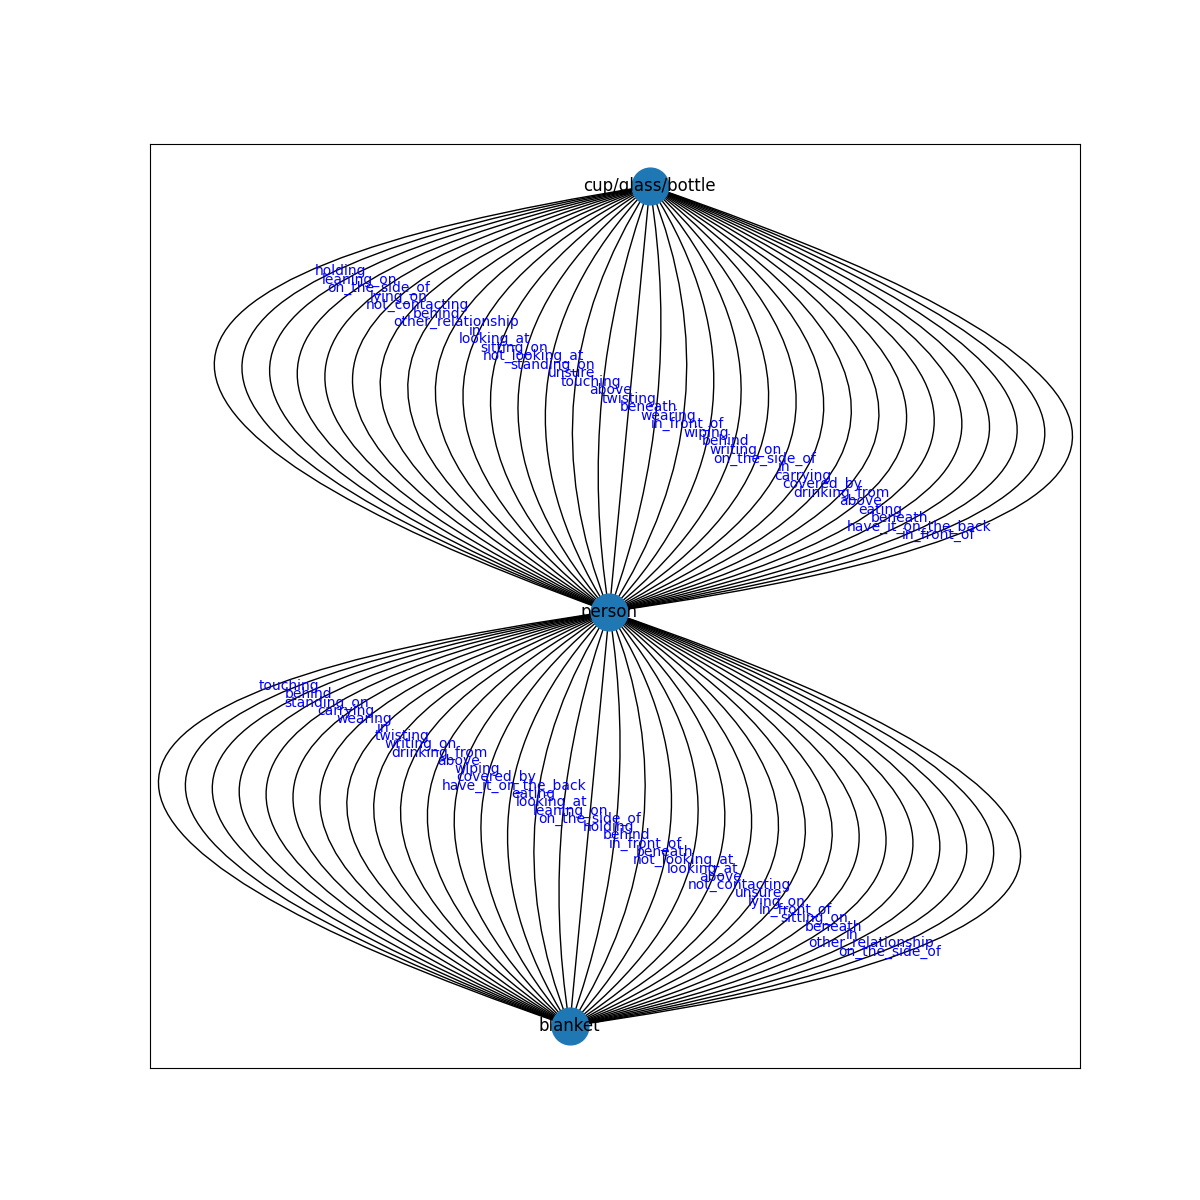 cup/glass/bottle
holding
leaning_on
on_the_side_of
lying_on
not_contacting
behind
other_relationship
in
looking_at
sitting_on
not_looking_at
standing_on
unsure
touching
above
twisting
beneath
wearing
in_front_of
wiping
behind
writing_on
on_the_side_of
in
carrying
covered_by
drinking_from
above
eating
beneath
have_it_on_the_back
in_front_of
person
touching
behind
standing_on
carrying
wearing
in
twisting
writing_on
drinking_from
above
wiping
covered_by
have_it_on_the_back
eating
looking_at
leaning_on
on_the_side_of
holding
behind
in_front_of
beneath
not_looking_at
looking_at
above
not_contacting
unsure
lying_on
in_front_of
sitting_on
beneath
in
other_relationship
on_the_side_of
blanket